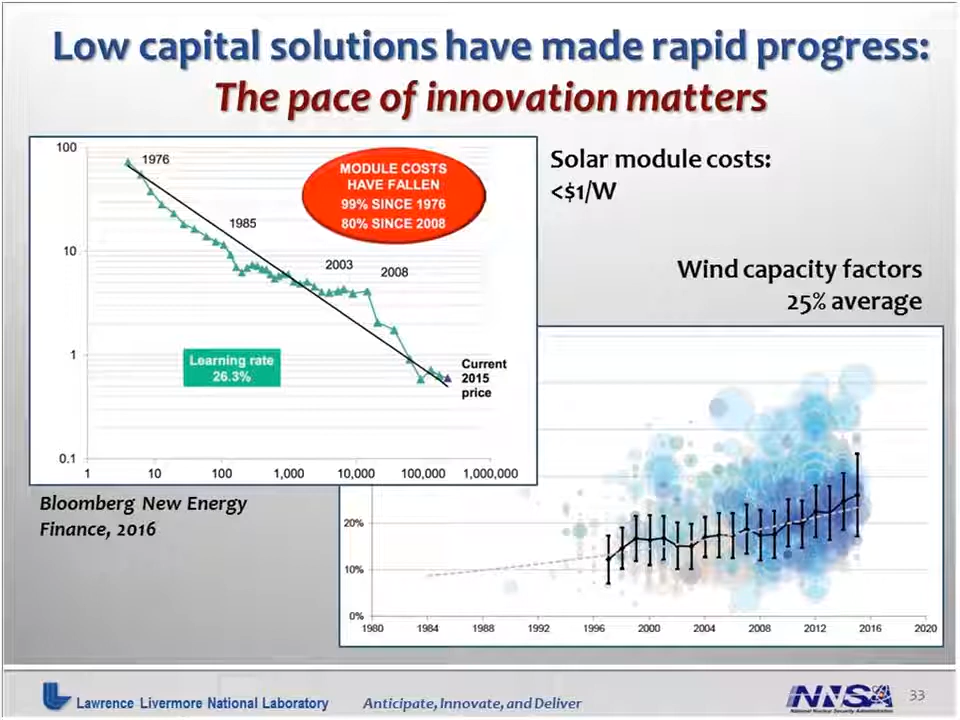 Low capital solutions have made rapid progress:
The pace of innovation matters
100
10
1
0.1
1976
1985
2003
2008
MODULE COSTS
HAVE FALLEN
99% SINCE 1976
80% SINCE 2008
Learning rate
26.3%
Current
2015
price
1
10
100
1,000
10,000
100,000
1,000,000
Solar module costs:
<$1/W
Wind capacity factors
25% average
Bloomberg New Energy
Finance, 2016
20%
10%
0%
1980
1984
1988
1992
1996
2000
2004
2008
2012
2016
2020
Lawrence Livermore National Laboratory
Anticipate, Innovate, and Deliver
NNSA
National Nuclear Security Administration
33